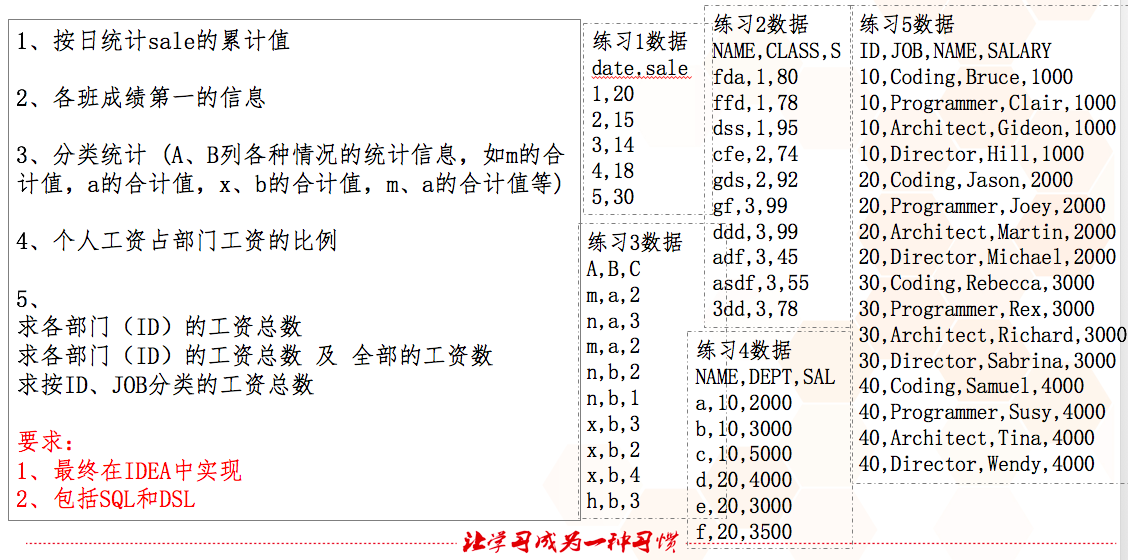 1、按日统计sale的累计值
2、各班成绩第一的信息
3、分类统计 (A、B列各种情况的统计信息, 如m的合
计值, a的合计值, x、b的合计值, m、a的合计值等)
4、个人工资占部门工资的比例
5、
求各部门（ID）的工资总数
求各部门（ID）的工资总数 及 全部的工资数
求按ID、JOB分类的工资总数
要求:
1、最终在IDEA中实现
2、包括SQL和DSL
练习1数据
date.sale
1,20
2,15
3,14
4,18
5,30
练习2数据
NAME,CLASS,S
fda,1,80
ffd,1,78
dss,1,95
cfe,2,74
gds,2,92
gf,3,99
ddd,3,99
adf,3,45
asdf,3,55
3dd,3,78
练习3数据
A,B,C
m,a,2
n,a,3
m,a,2
n,b,2
n,b,1
x,b,3
x,b,2
x,b,4
h,b,3
练习4数据
NAME,DEPT,SAL
a,10,2000
b,10,3000
c,10,5000
d,20,4000
e,20,3000
f,20,3500
练习5数据
ID,JOB,NAME,SALARY
10,Coding,Bruce,1000
10,Programmer,Clair,1000
10,Architect,Gideon,1000
10,Director,Hill,1000
20,Coding,Jason,2000
20,Programmer,Joey,2000
20,Architect,Martin,2000
20,Director,Michael,2000
30,Coding,Rebecca,3000
30,Programmer,Rex,3000
30,Architect,Richard,3000
30,Director,Sabrina,3000
40,Coding,Samuel,4000
40,Programmer,Susy,4000
40,Architect,Tina,4000
40,Director,Wendy,4000
让学习成为一种习惯